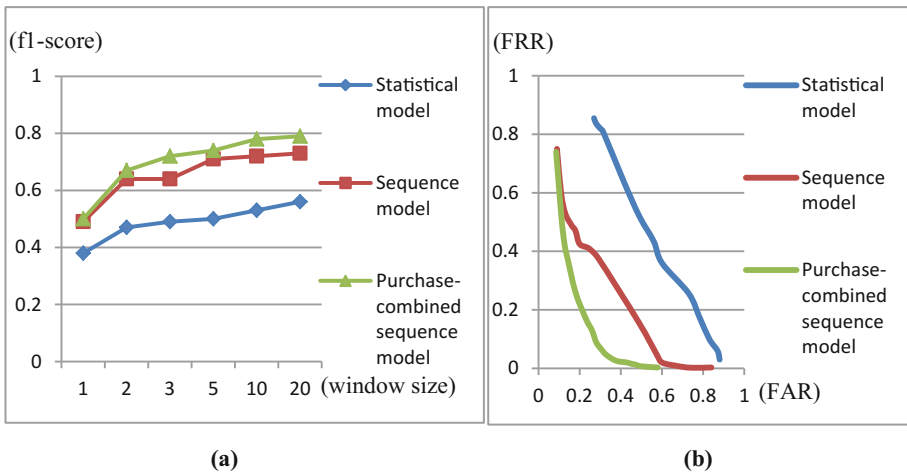 (f1-score)
1
0.8
0.6
0.4
0.2
0
1 2 3 5 10 20
(window size)
Statistical
model
Sequence
model
Purchase-
combined
sequence
model
(a)
(FRR)
1
0.8
0.6
0.4
0.2
0
0 0.2 0.4 0.6 0.8 1
(FAR)
Statistical
model
Sequence
model
Purchase-
combined
sequence
model
(b)